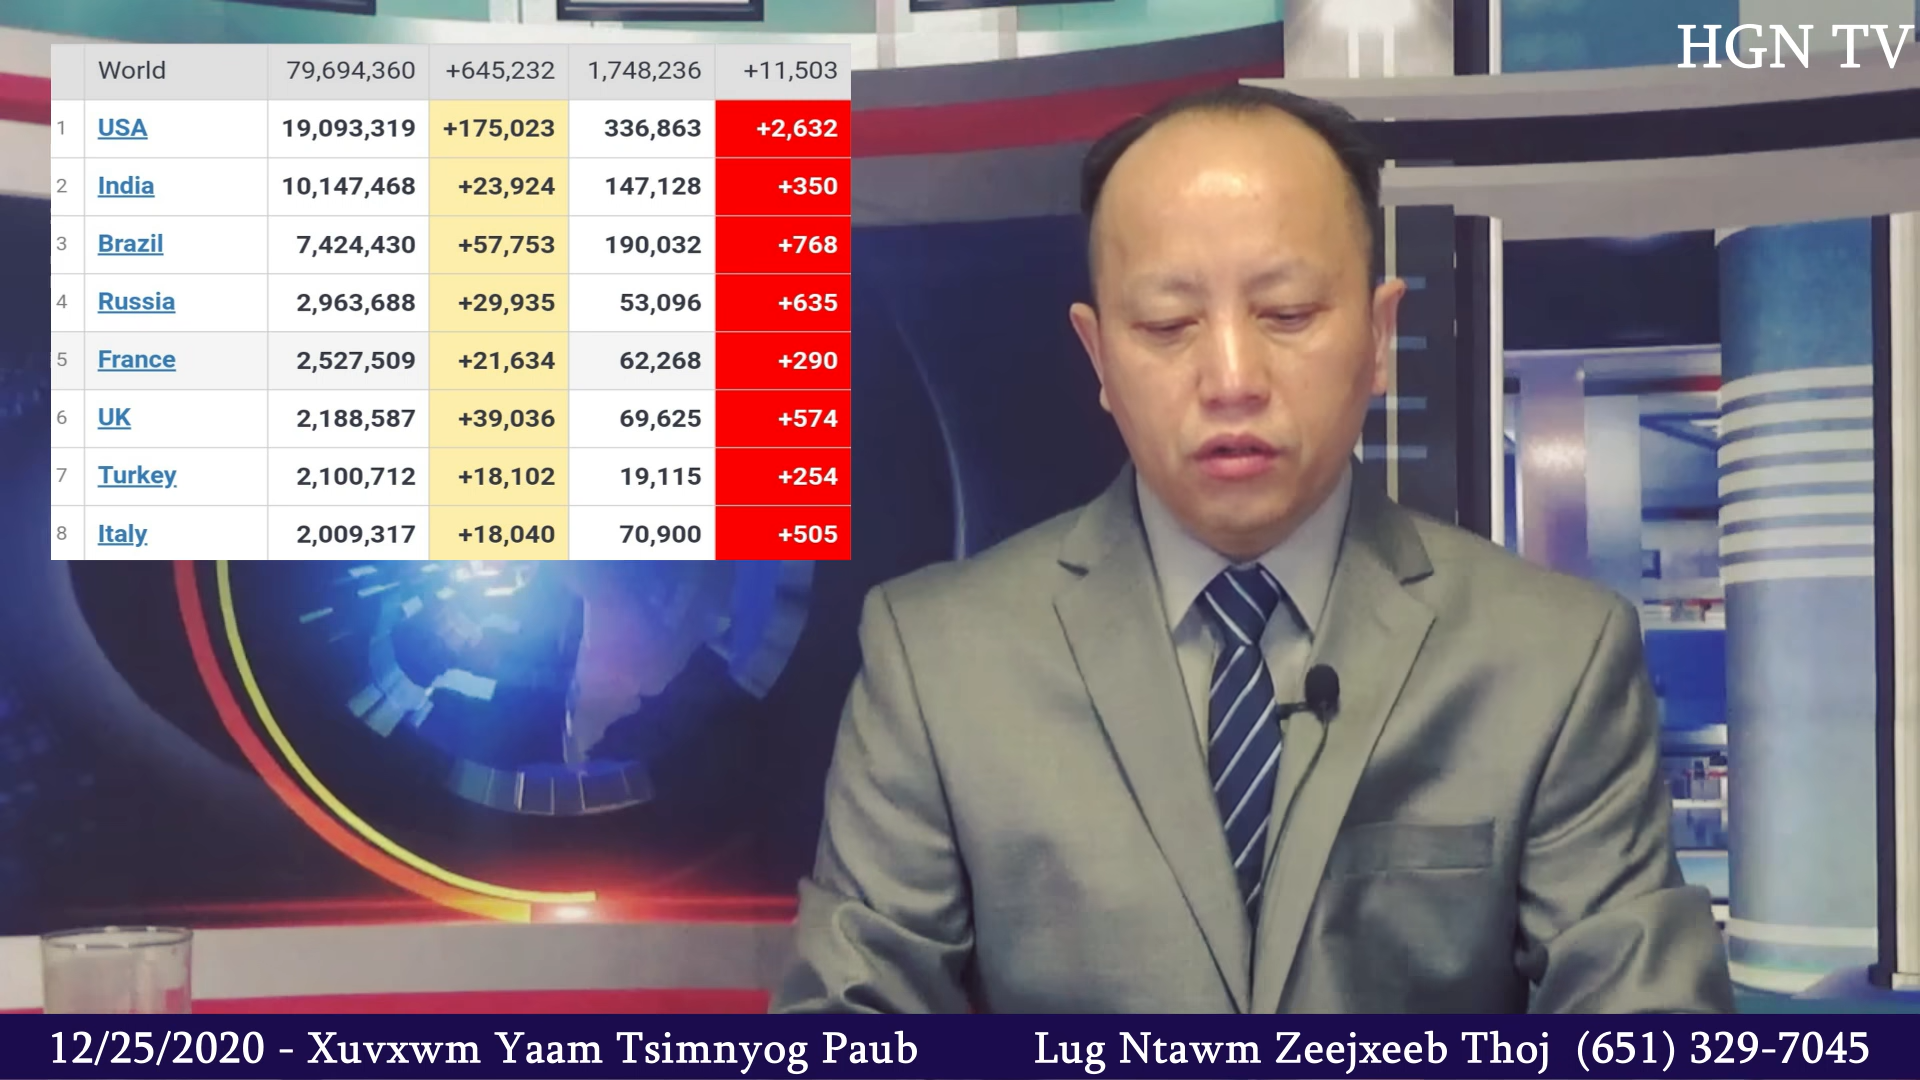 HGN TV
World 79,694,360 +645,232 1,748,236 +11,503
1 USA 19,093,319 +175,023 336,863 +2,632
2 India 10,147,468 +23,924 147,128 +350
3 Brazil 7,424,430 +57,753 190,032 +768
4 Russia 2,963,688 +29,935 53,096 +635
5 France 2,527,509 +21,634 62,268 +290
6 UK 2,188,587 +39,036 69,625 +574
7 Turkey 2,100,712 +18,102 19,115 +254
8 Italy 2,009,317 +18,040 70,900 +505
12/25/2020 - Xuvxwm Yaam Tsimnyog Paub Lug Ntawm Zeejxeeb Thoj (651) 329-7045